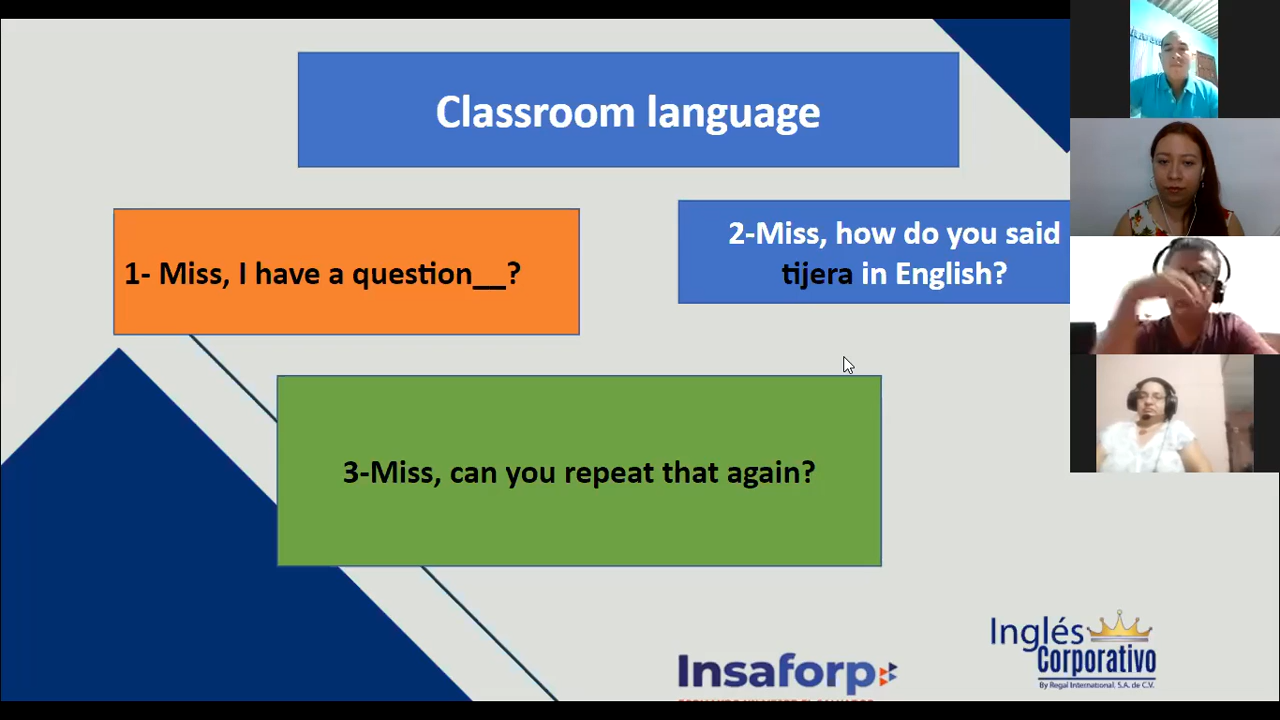 Classroom language
1- Miss, I have a question__?
2-Miss, how do you said
tijera in English?
3-Miss, can you repeat that again?
Insaforp
Inglés
Corporativo
By Regal International, S.A. de C.V.